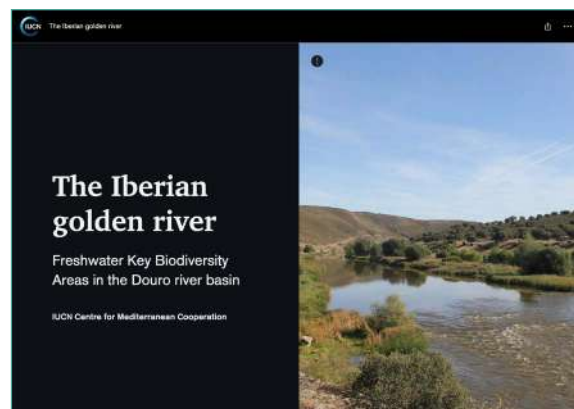 IUCN
The Iberian golden river
The Iberian
golden river
Freshwater Key Biodiversity
Areas in the Douro river basin
IUCN Centre for Mediterranean Cooperation